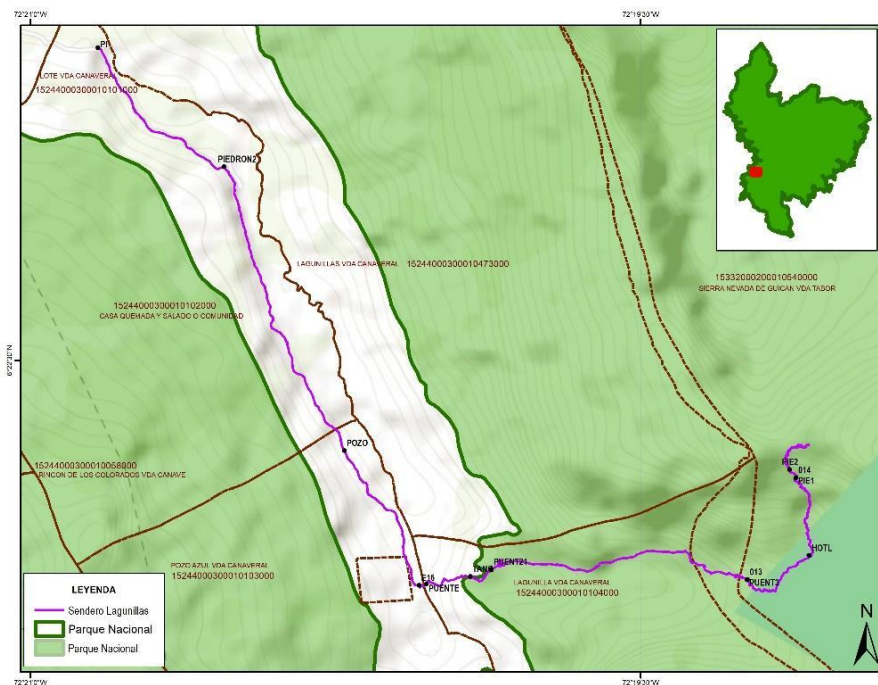 72°21'0"W
72°19'30"W
PI
LOTE VDA CANAVERAL
15244000300010101000
PIEDRON2
LAGUNILLAS VDA CANAVERAL 15244000300010473000
15332000200010540000
SIERRA NEVADA DE GUICAN VDA TABOR
15244000300010102000
CASA QUEMADA Y SALADO O COMUNIDAD
6°22'30"N
POZO
15244000300010058000
RINCON DE LOS COLORADOS VDA CANAVE
PIE2
014
PIE1
HOTL
POZO AZUL VDA CANAVERAL
15244000300010103000
E16
PUENTE
TANQ
PUENT21
013
PUENT3
LAGUNILLA VDA CANAVERAL
15244000300010104000
LEYENDA
Sendero Lagunillas
Parque Nacional
Parque Nacional
N
72°21'0"W
72°19'30"W